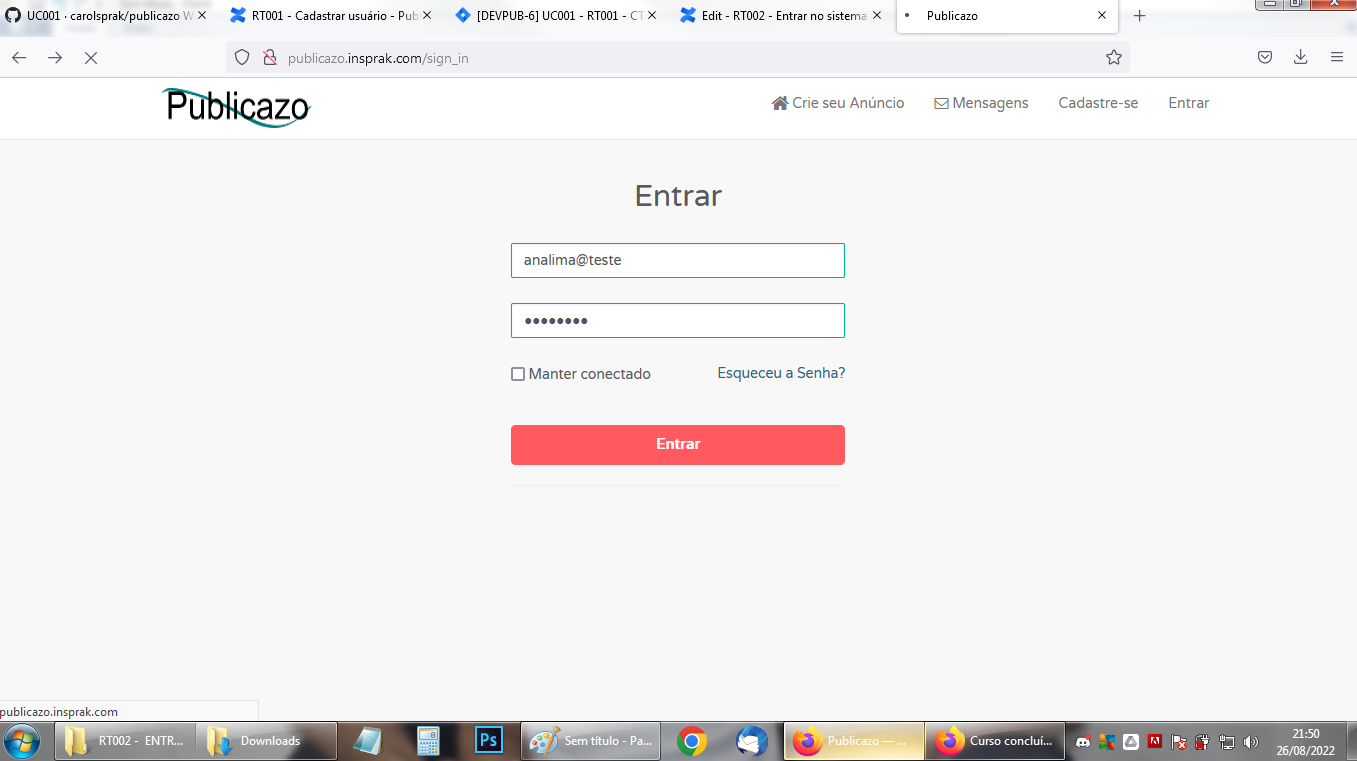 UC001 · carolsprak/publicazo W
RT001 - Cadastrar usuário - Pub
[DEVPUB-6] UC001 - RT001 - CT
Edit - RT002 - Entrar no sistema
Publicazo
publicazo.insprak.com/sign_in
Publicazo
Crie seu Anúncio
Mensagens
Cadastre-se
Entrar
Entrar
analima@teste
Manter conectado
Esqueceu a Senha?
Entrar
publicazo.insprak.com
RT002 - ENTR...
Downloads
Ps
Sem título - Pa...
Publicazo — ...
Curso concluí...
21:50
26/08/2022